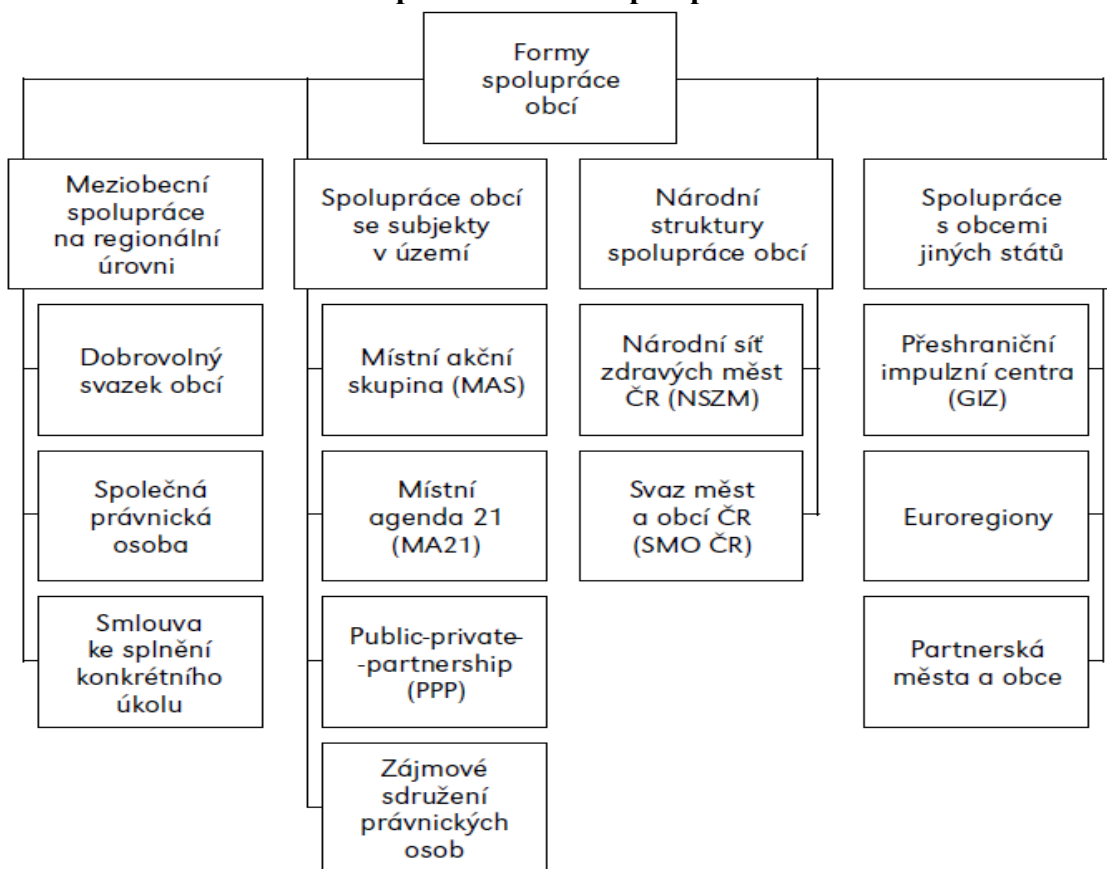 Formy
spolupráce
obcí
Meziobecní
spolupráce
na regionální
úrovni
Dobrovolný
svazek obcí
Společná
právnická
osoba
Smlouva
ke splnění
konkrétního
úkolu
Spolupráce obcí
se subjekty
v území
Místní akční
skupina (MAS)
Místní
agenda 21
(MA21)
Public-private-
-partnership
(PPP)
Zájmové
sdružení
právnických
osob
Národní
struktury
spolupráce obcí
Národní síť
zdravých měst
ČR (NSZM)
Svaz měst
a obcí ČR
(SMO ČR)
Spolupráce
s obcemi
jiných států
Přeshraniční
impulzní centra
(GIZ)
Euroregiony
Partnerská
města a obce